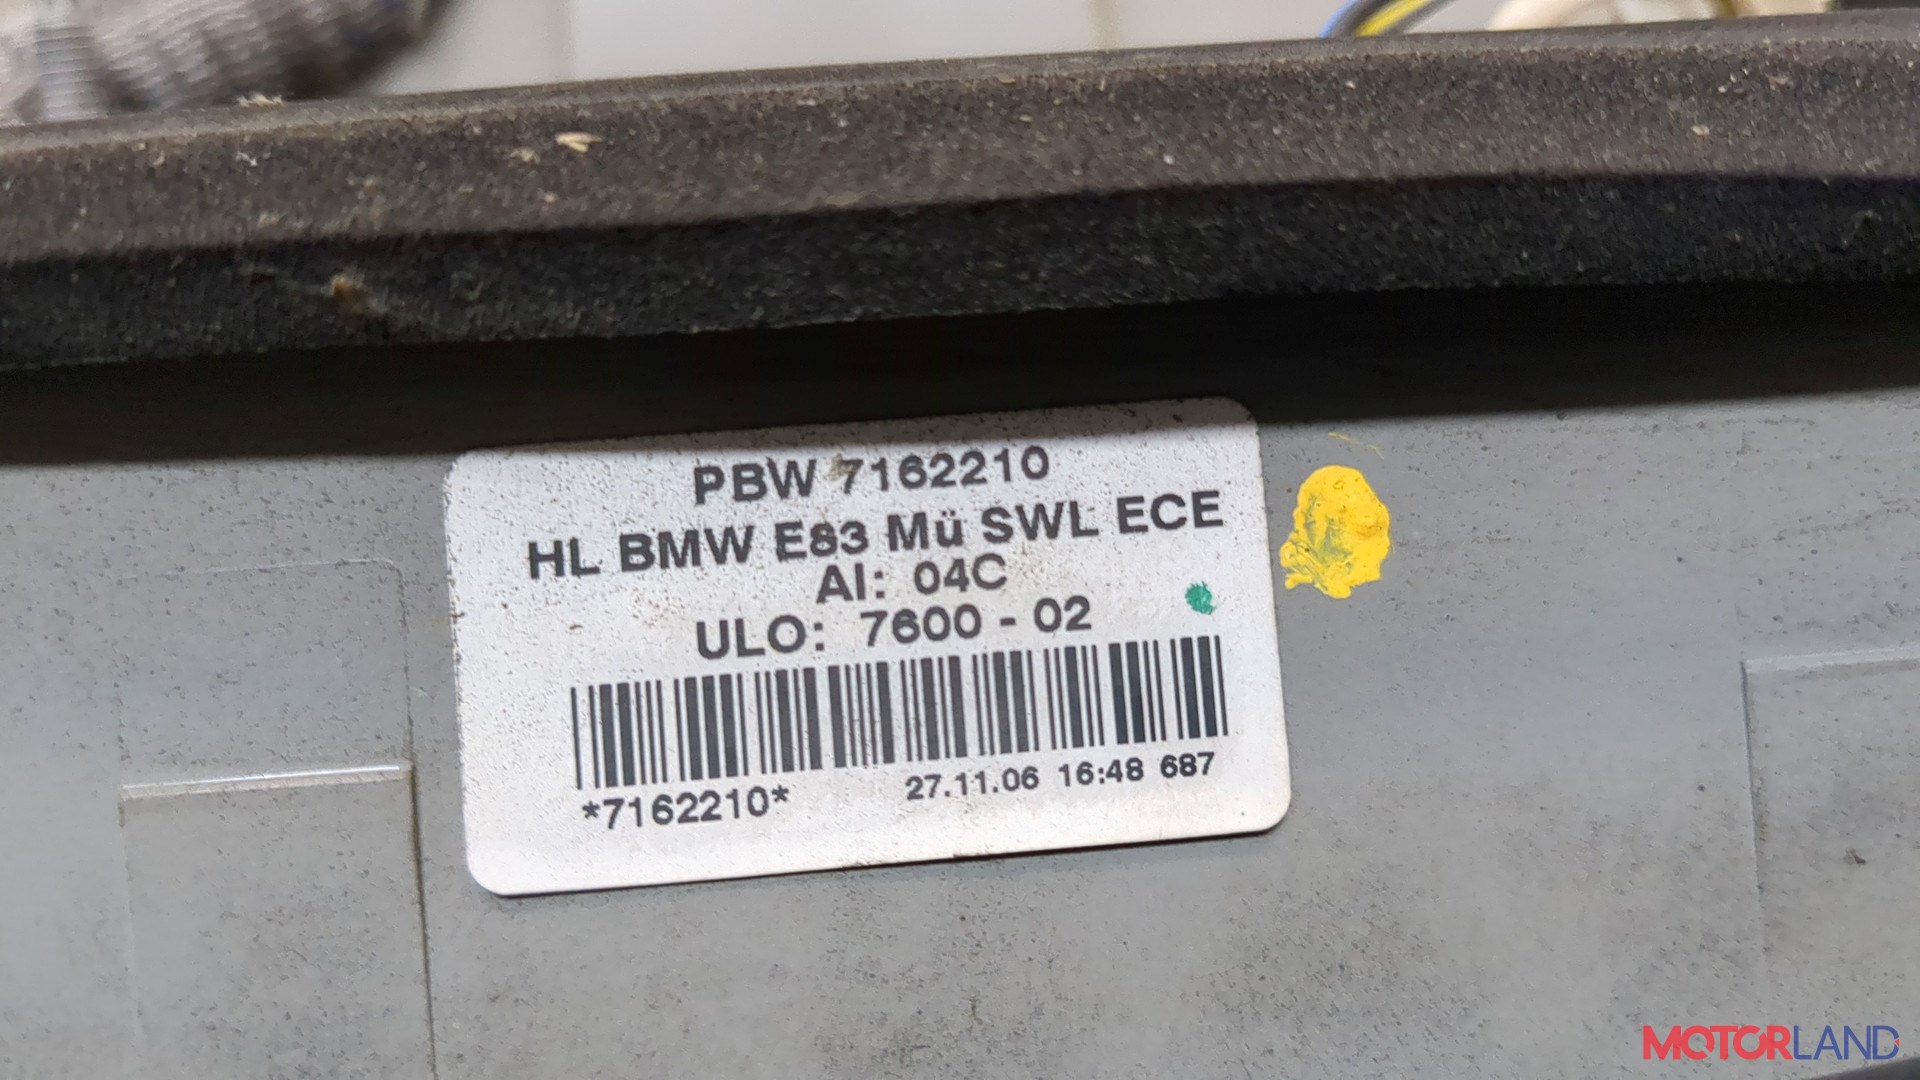 PBW 7162210
HL BMW E83 Mü SWL ECE
AI: 04C
ULO: 7600 - 02
*7162210* 27.11.06 16:48 687
MOTORLAND